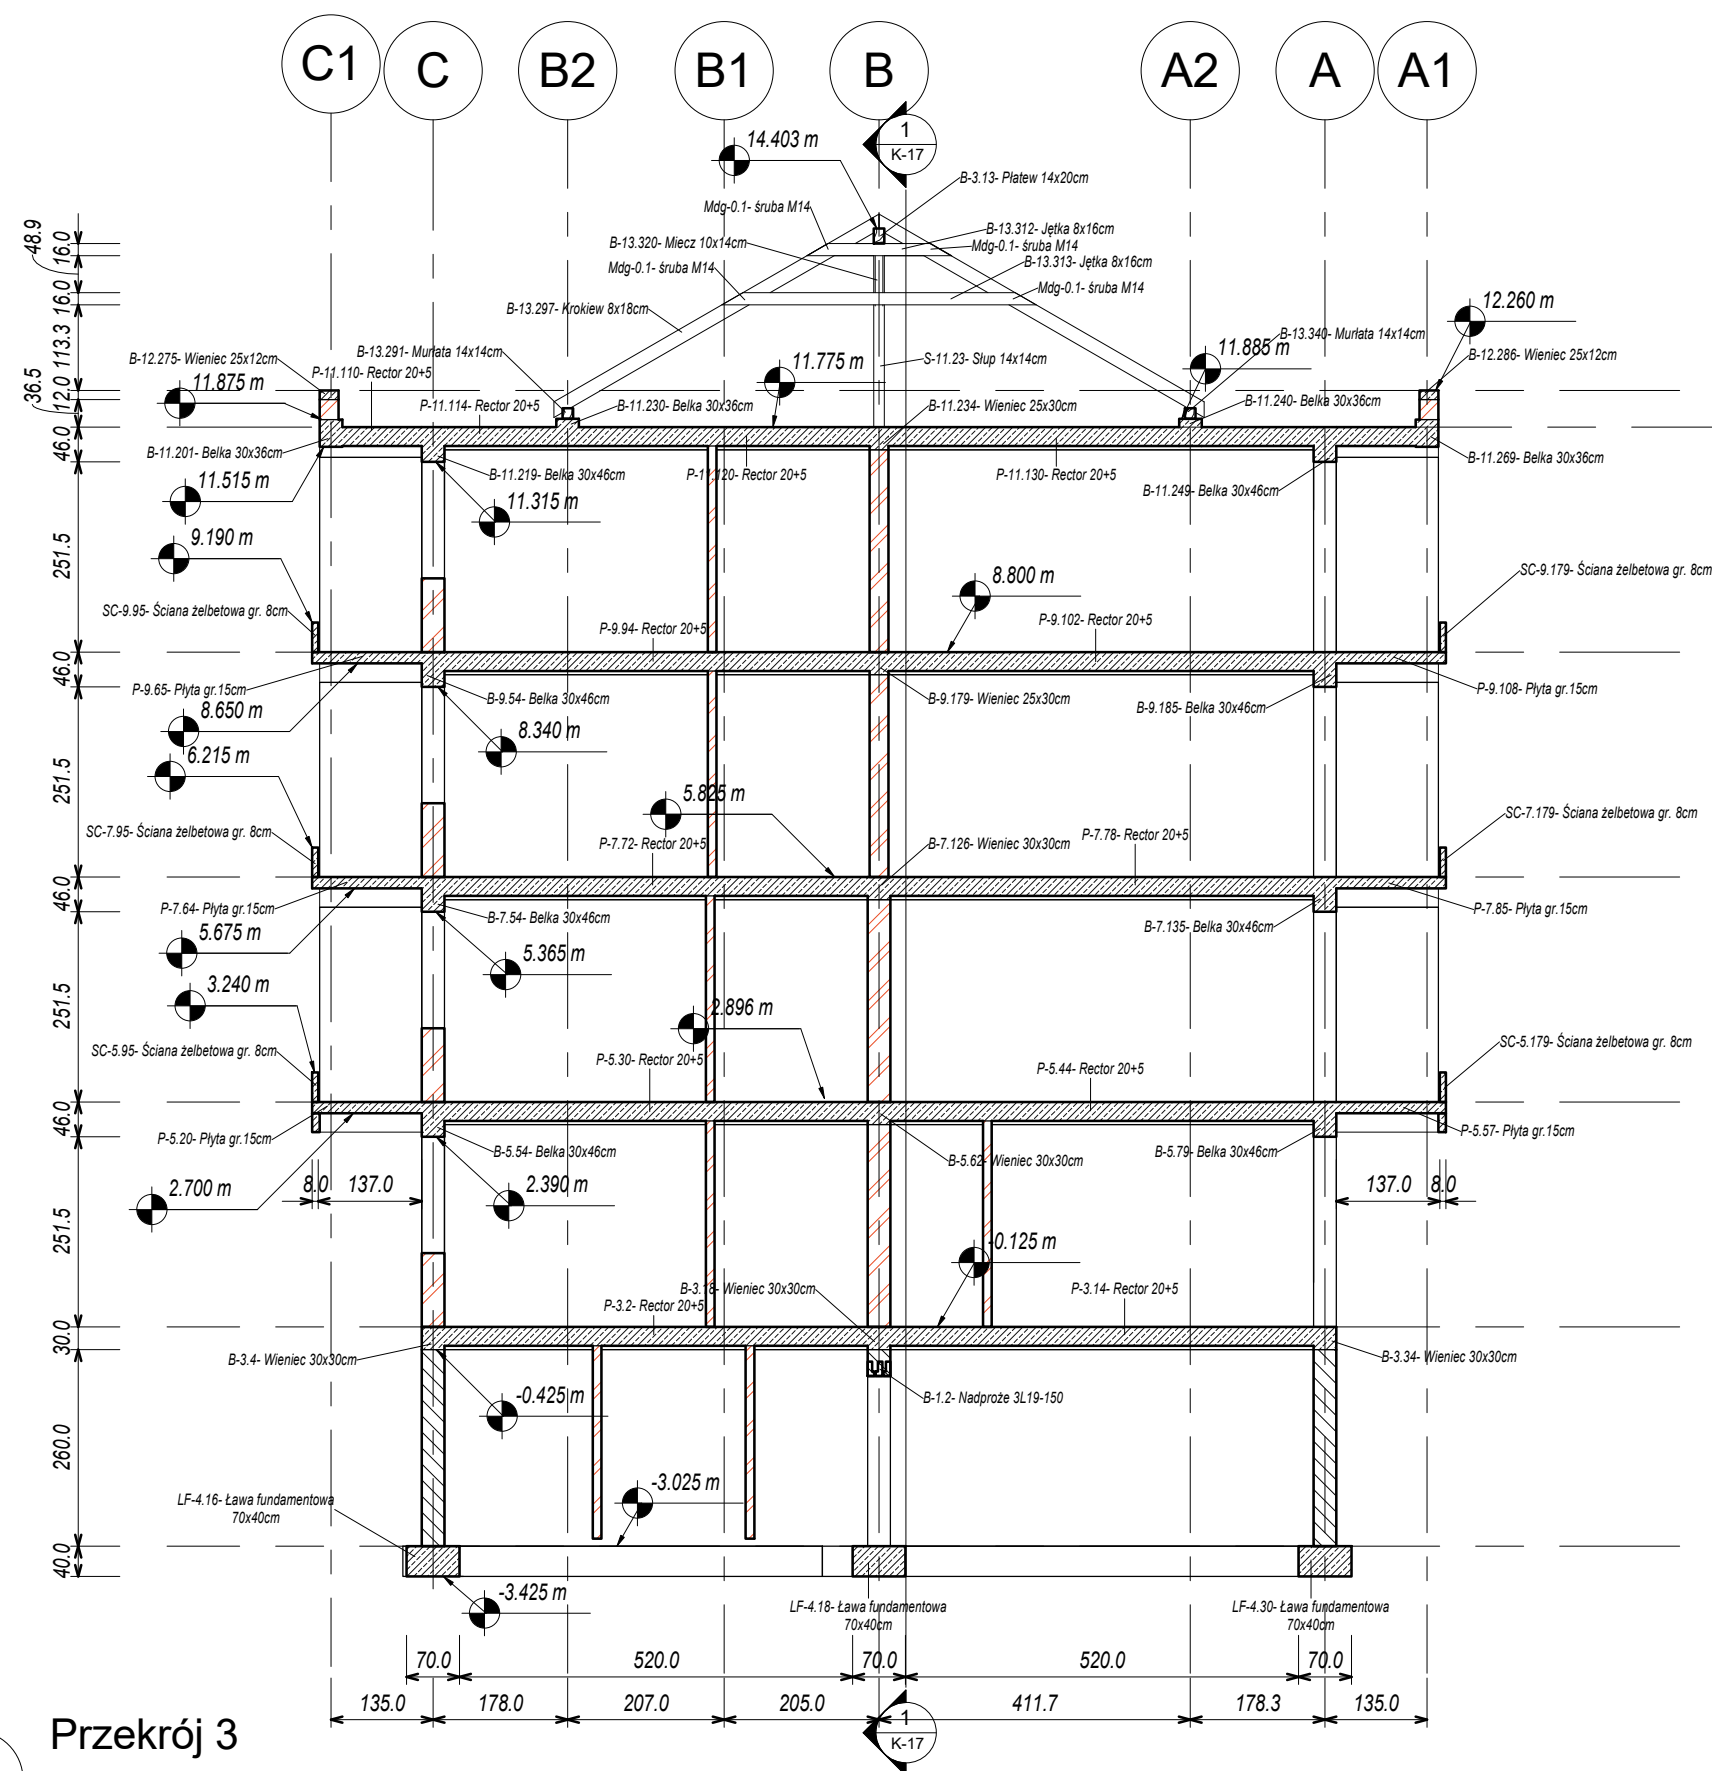 C1 C B2 B1 B A2 A A1
1
K-17
14.403 m
B-3.13- Płatew 14x20cm
Mdg-0.1- śruba M14
B-13.312- Jętka 8x16cm
B-13.320- Miecz 10x14cm
Mdg-0.1- śruba M14
Mdg-0.1- śruba M14
B-13.313- Jętka 8x16cm
Mdg-0.1- śruba M14
B-13.297- Krokiew 8x18cm
12.260 m
B-13.340- Murłata 14x14cm
B-13.291- Murłata 14x14cm
11.885 m
B-12.275- Wieniec 25x12cm
S-11.23- Słup 14x14cm
B-12.286- Wieniec 25x12cm
P-11.110- Rector 20+5
11.775 m
11.875 m
P-11.114- Rector 20+5
B-11.230- Belka 30x36cm
B-11.234- Wieniec 25x30cm
B-11.240- Belka 30x36cm
B-11.201- Belka 30x36cm
B-11.219- Belka 30x46cm
P-11.120- Rector 20+5
P-11.130- Rector 20+5
B-11.249- Belka 30x46cm
B-11.269- Belka 30x36cm
11.515 m
11.315 m
9.190 m
8.800 m
SC-9.179- Ściana żelbetowa gr. 8cm
SC-9.95- Ściana żelbetowa gr. 8cm
P-9.94- Rector 20+5
P-9.102- Rector 20+5
P-9.65- Płyta gr.15cm
B-9.54- Belka 30x46cm
B-9.179- Wieniec 25x30cm
B-9.185- Belka 30x46cm
P-9.108- Płyta gr.15cm
8.650 m
8.340 m
6.215 m
5.825 m
SC-7.179- Ściana żelbetowa gr. 8cm
SC-7.95- Ściana żelbetowa gr. 8cm
P-7.72- Rector 20+5
B-7.126- Wieniec 30x30cm
P-7.78- Rector 20+5
P-7.64- Płyta gr.15cm
B-7.54- Belka 30x46cm
B-7.135- Belka 30x46cm
P-7.85- Płyta gr.15cm
5.675 m
5.365 m
3.240 m
2.896 m
SC-5.179- Ściana żelbetowa gr. 8cm
SC-5.95- Ściana żelbetowa gr. 8cm
P-5.30- Rector 20+5
P-5.44- Rector 20+5
P-5.20- Płyta gr.15cm
B-5.54- Belka 30x46cm
B-5.62- Wieniec 30x30cm
B-5.79- Belka 30x46cm
P-5.57- Płyta gr.15cm
8.0 137.0
137.0 8.0
2.700 m
2.390 m
-0.125 m
P-3.2- Rector 20+5
B-3.18- Wieniec 30x30cm
P-3.14- Rector 20+5
B-3.4- Wieniec 30x30cm
B-3.34- Wieniec 30x30cm
-0.425 m
B-1.2- Nadproże 3L19-150
-3.025 m
LF-4.16- Ława fundamentowa
70x40cm
-3.425 m
LF-4.18- Ława fundamentowa
70x40cm
LF-4.30- Ława fundamentowa
70x40cm
48.9
16.0
16.0
113.3
36.5
12.0
46.0
251.5
46.0
251.5
46.0
251.5
46.0
251.5
30.0
260.0
40.0
70.0 520.0 70.0 520.0 70.0
135.0 178.0 207.0 205.0 411.7 178.3 135.0
1
K-17
Przekrój 3